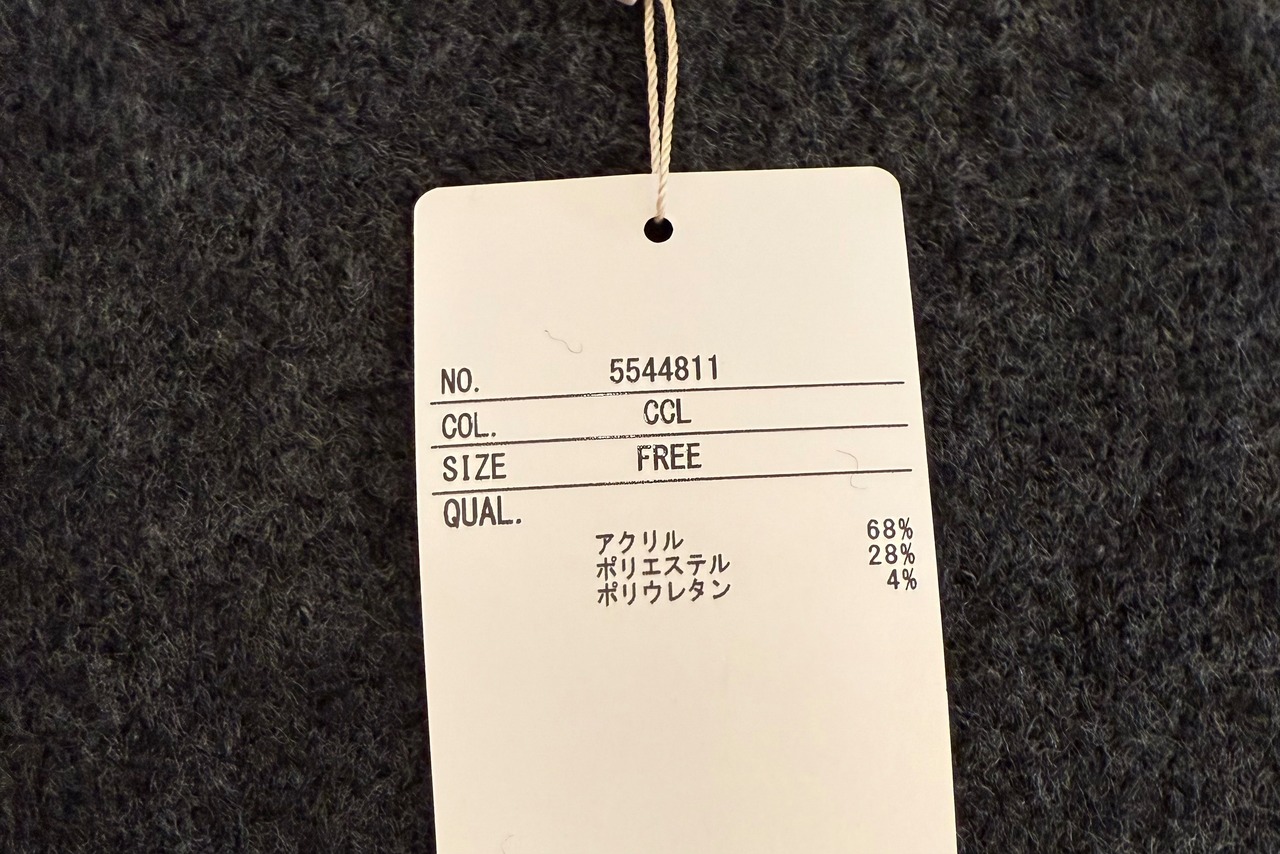 NO. 5544811
COL. CCL
SIZE FREE
QUAL.
アクリル 68%
ポリエステル 28%
ポリウレタン 4%